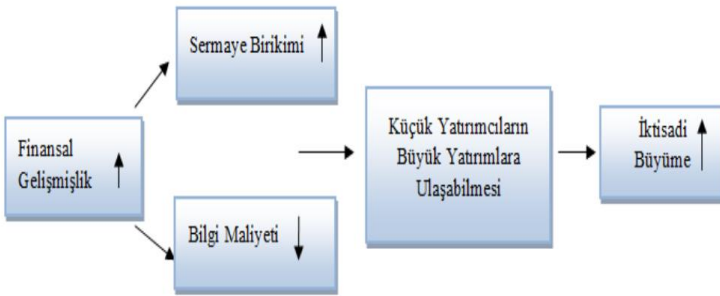 Sermaye Birikimi
Finansal
Gelişmişlik
Bilgi Maliyeti
Küçük Yatırımcıların
Büyük Yatırımlara
Ulaşabilmesi
İktisadi
Büyüme